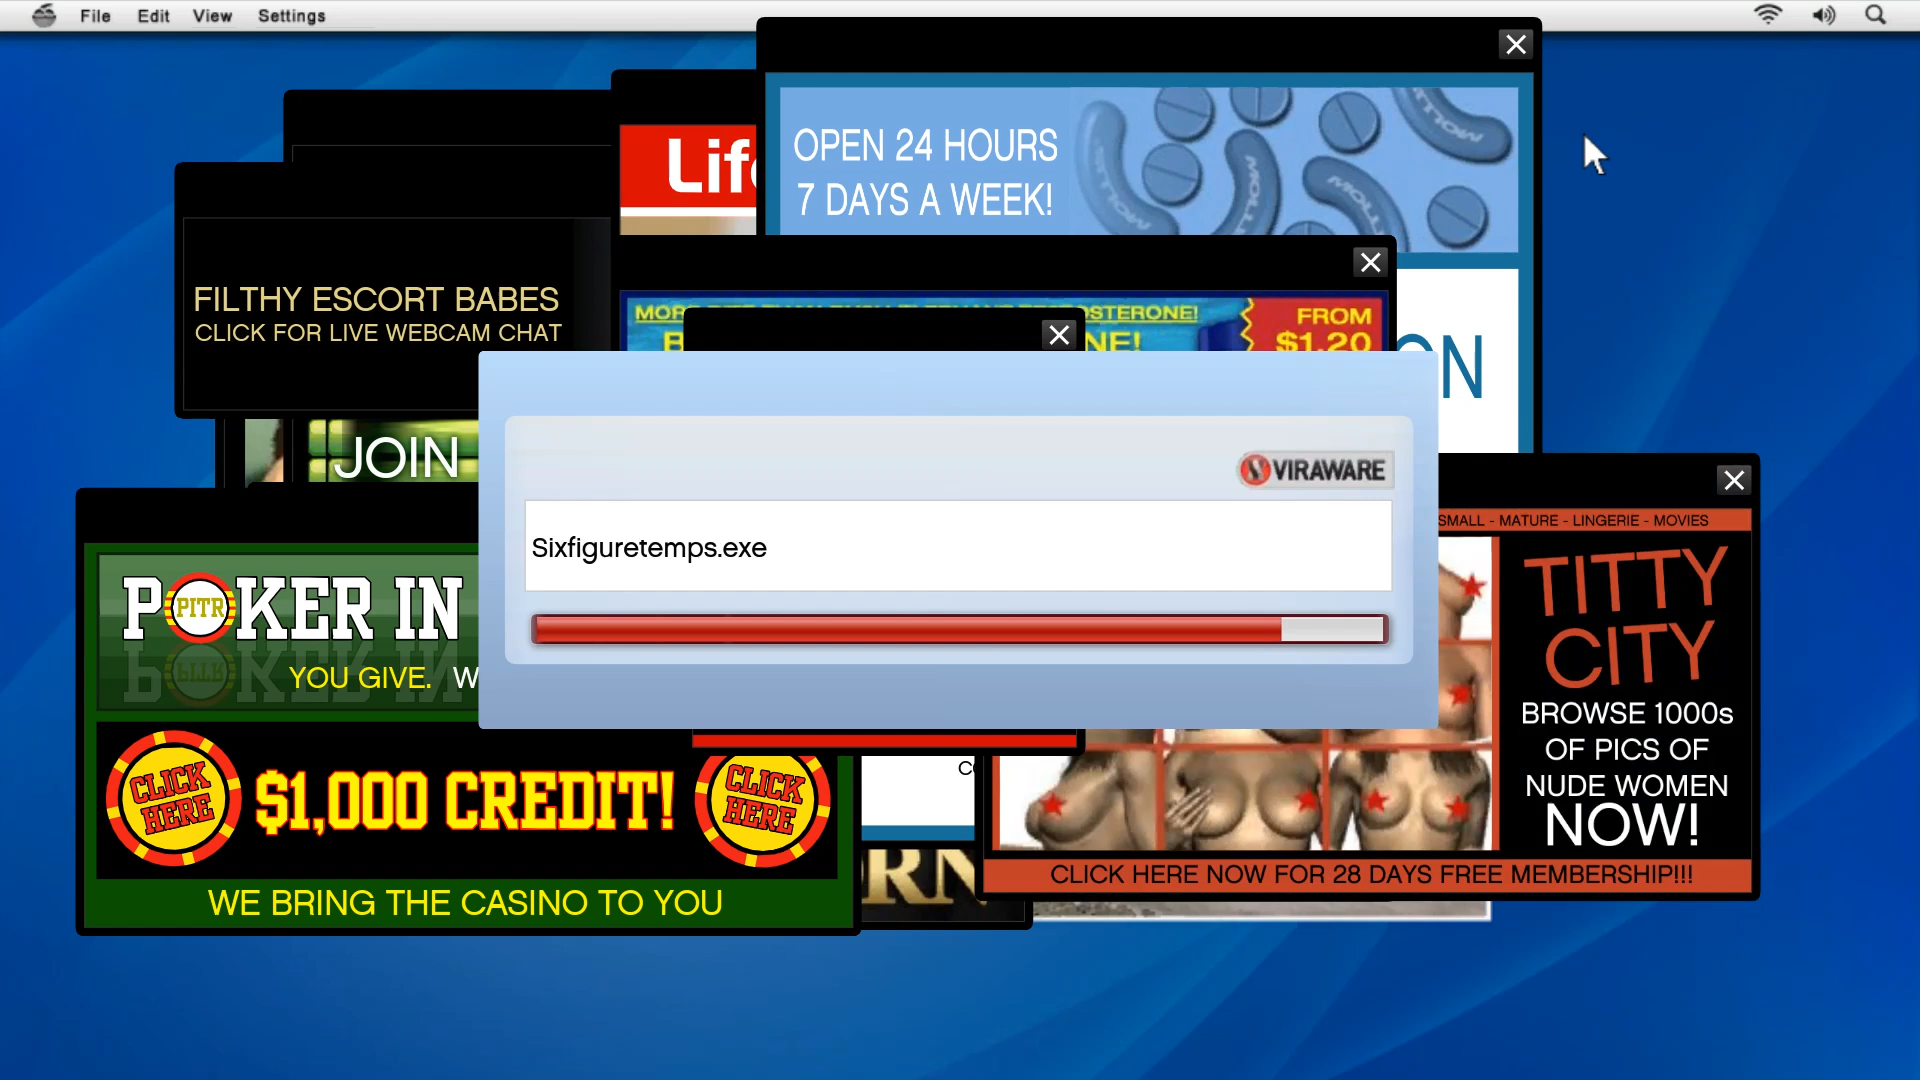 File Edit View Settings
OPEN 24 HOURS
7 DAYS A WEEK!
MOLLT
FILTHY ESCORT BABES
CLICK FOR LIVE WEBCAM CHAT
FROM
$1.20
JOIN
VIRAWARE
Sixfiguretemps.exe
SMALL - MATURE - LINGERIE - MOVIES
TITTY
CITY
BROWSE 1000s
OF PICS OF
NUDE WOMEN
NOW!
CLICK HERE NOW FOR 28 DAYS FREE MEMBERSHIP!!!
POKER IN
PITR
YOU GIVE.
CLICK
HERE
$1,000 CREDIT!
CLICK
HERE
WE BRING THE CASINO TO YOU